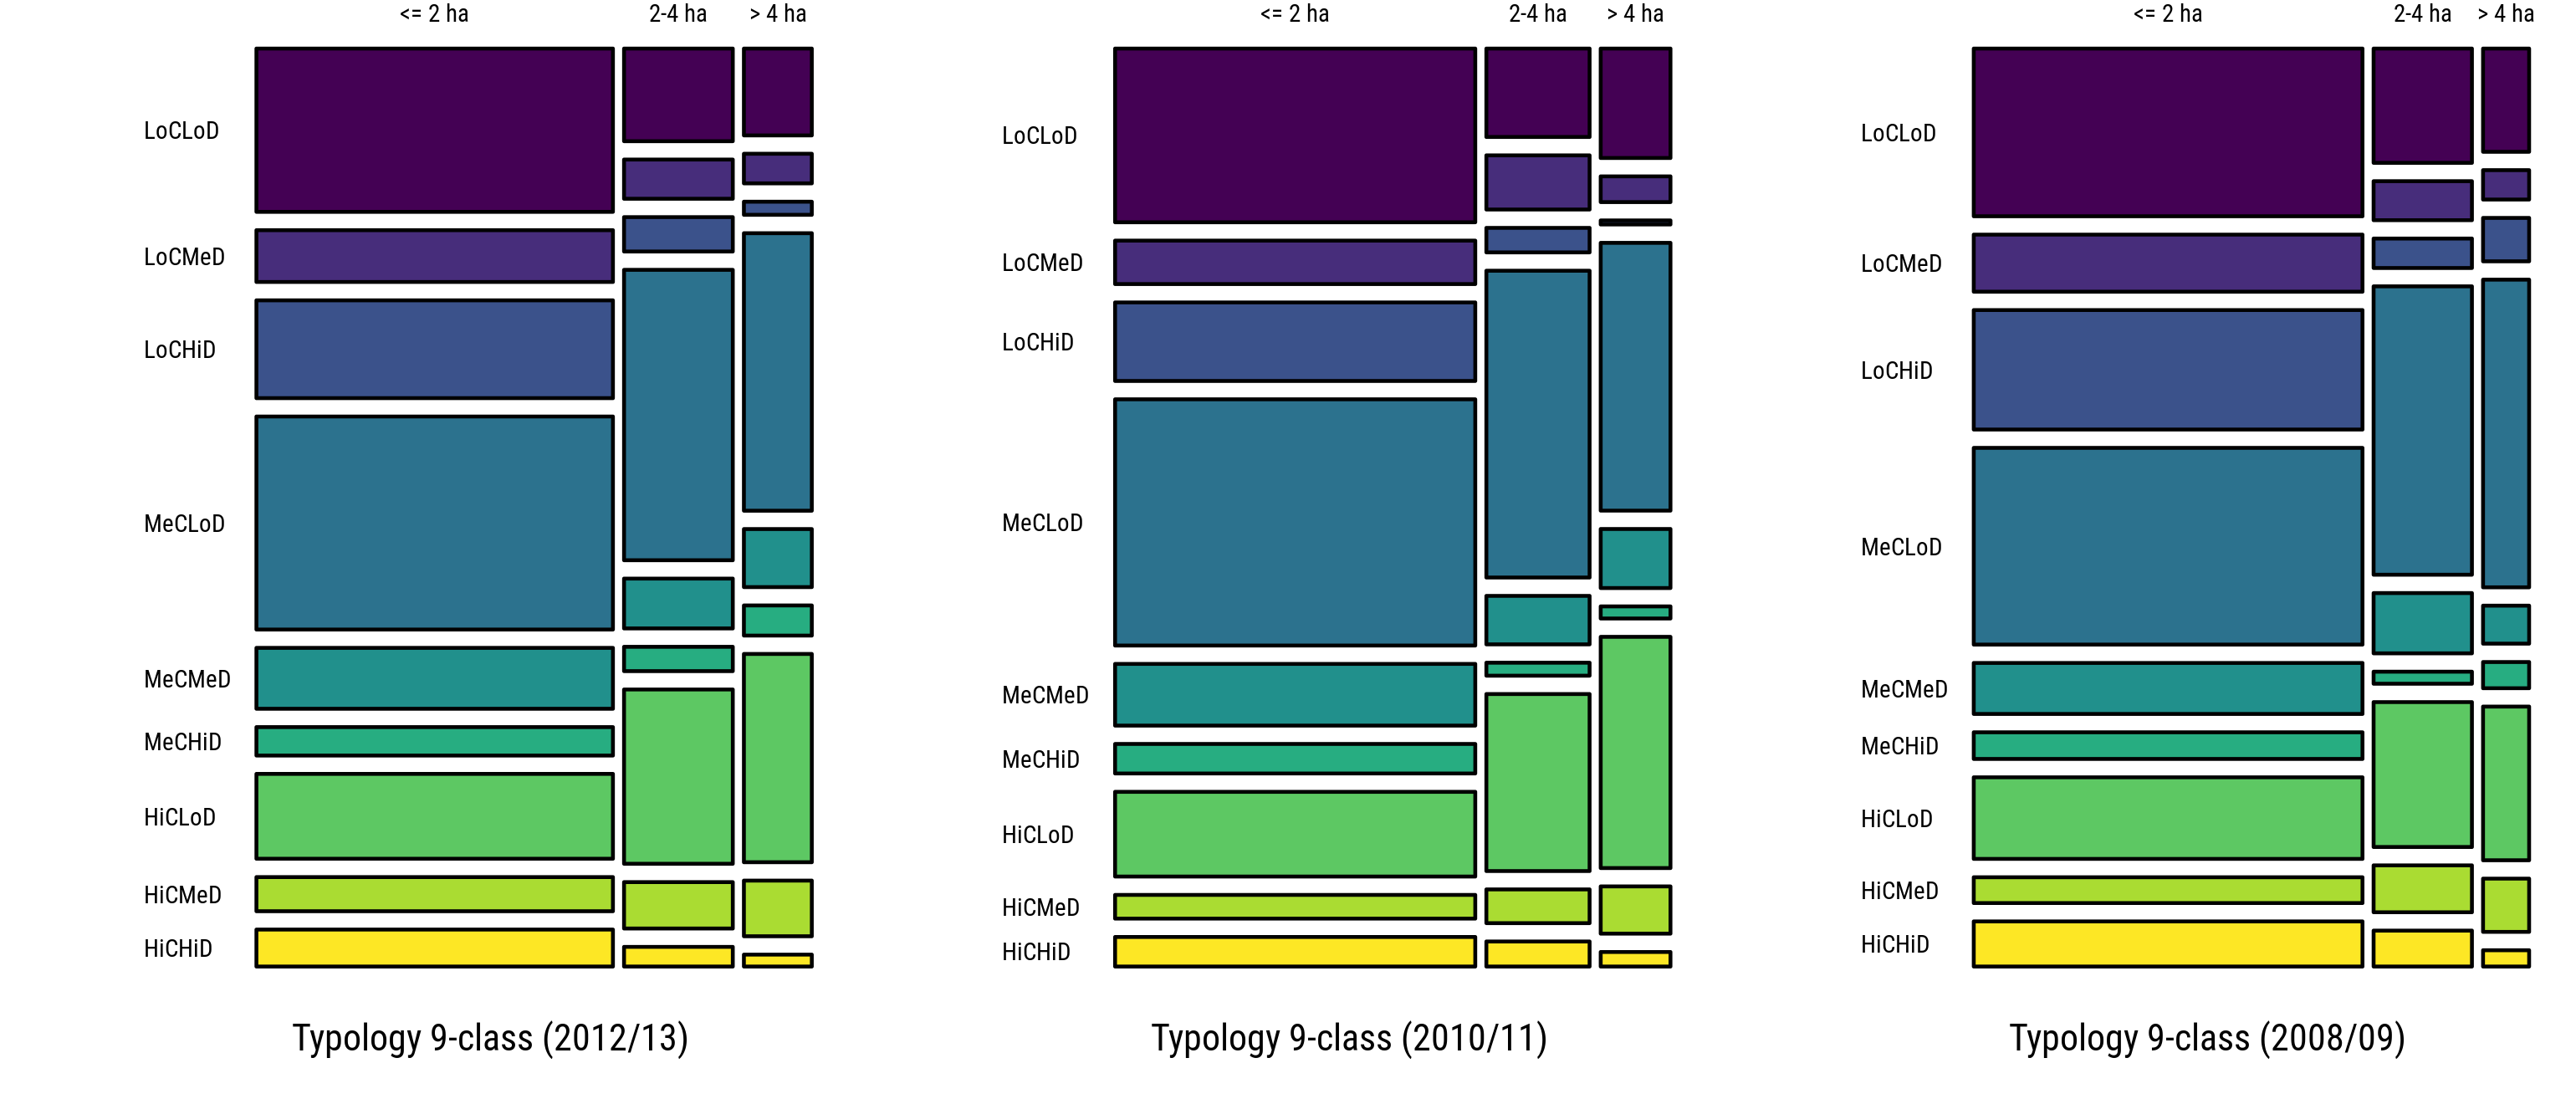 <= 2 ha 2-4 ha > 4 ha
LoCLoD
LoCMeD
LoCHiD
MeCLoD
MeCMeD
MeCHiD
HiCLoD
HiCMeD
HiCHiD
Typology 9-class (2012/13)
<= 2 ha 2-4 ha > 4 ha
LoCLoD
LoCMeD
LoCHiD
MeCLoD
MeCMeD
MeCHiD
HiCLoD
HiCMeD
HiCHiD
Typology 9-class (2010/11)
<= 2 ha 2-4 ha > 4 ha
LoCLoD
LoCMeD
LoCHiD
MeCLoD
MeCMeD
MeCHiD
HiCLoD
HiCMeD
HiCHiD
Typology 9-class (2008/09)